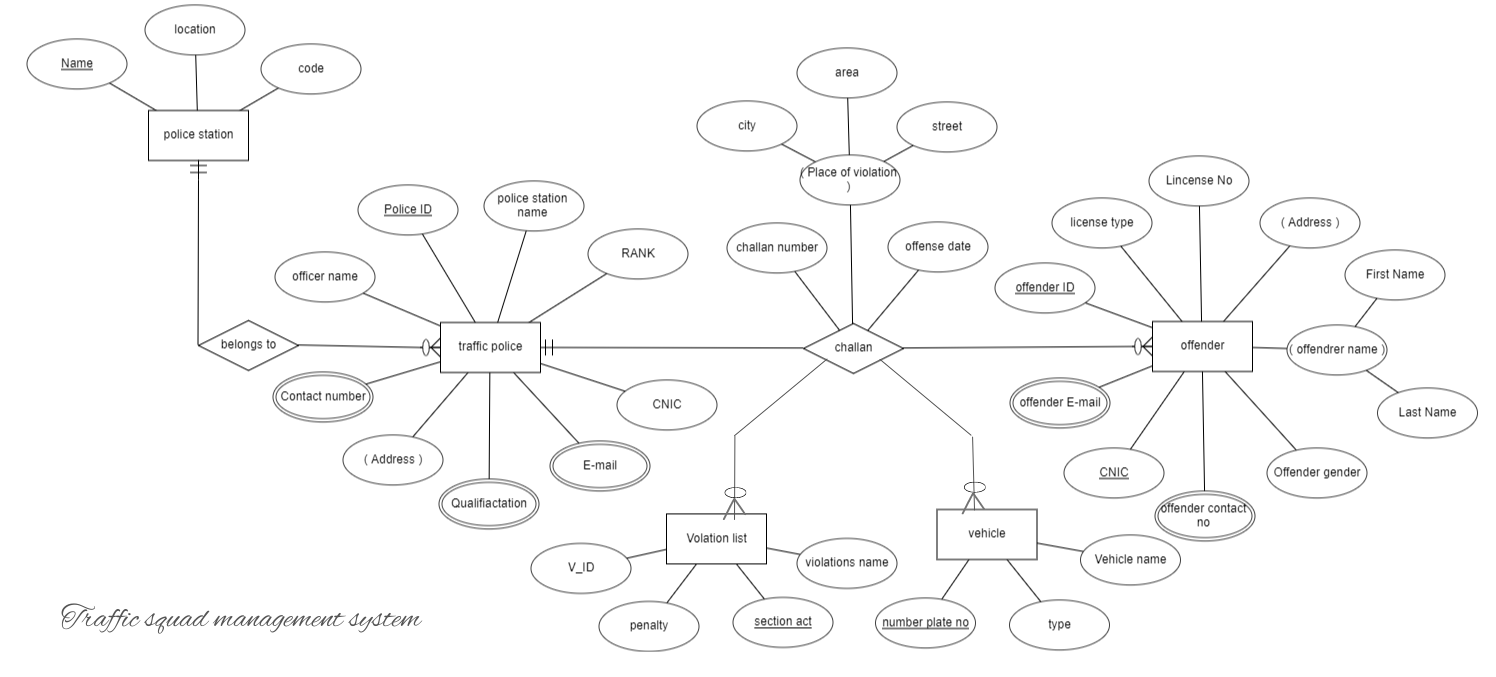 location
Name
code
police station
area
city
street
( Place of violation
)
Lincense No
police station
name
Police ID
license type
( Address )
challan number
offense date
RANK
officer name
First Name
offender ID
belongs to
traffic police
challan
offender
( offendrer name )
Contact number
CNIC
offender E-mail
Last Name
( Address )
E-mail
CNIC
Offender gender
Qualifiactation
offender contact
no
Volation list
vehicle
V_ID
violations name
Vehicle name
penalty
section act
number plate no
type
Traffic squad management system